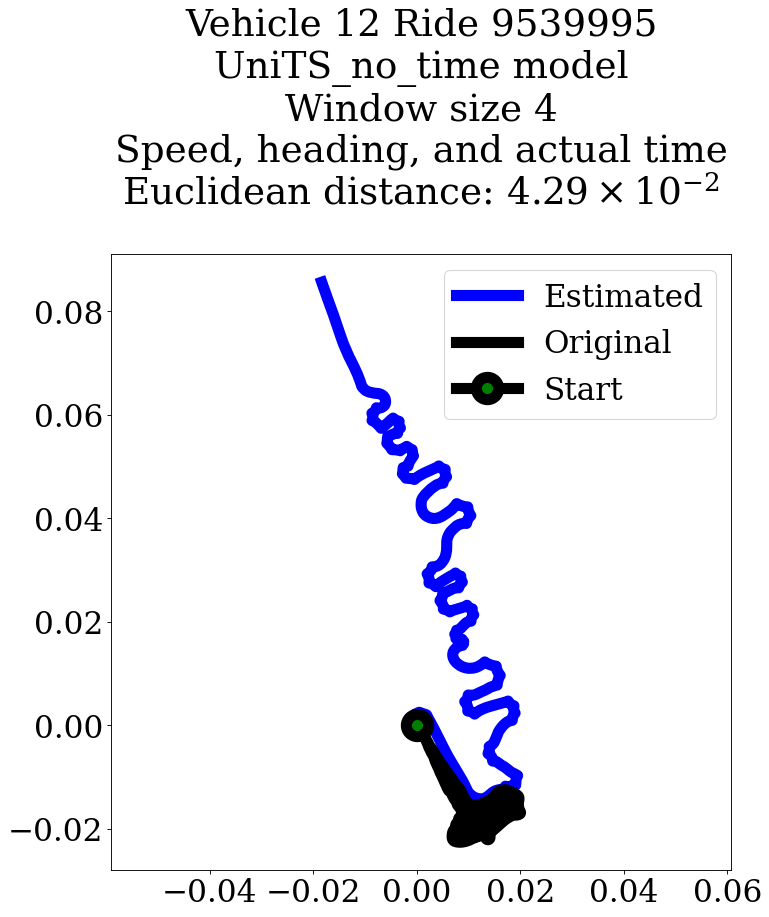 Vehicle 12 Ride 9539995
UniTS_no_time model
Window size 4
Speed, heading, and actual time
Euclidean distance: 4.29 × 10⁻²
Estimated
Original
Start
0.08
0.06
0.04
0.02
0.00
−0.02
−0.04 −0.02 0.00 0.02 0.04 0.06